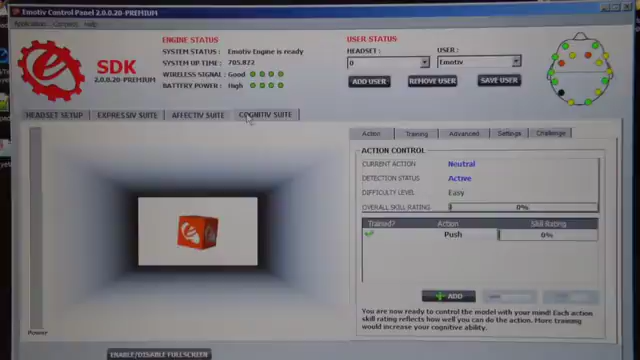 Emotiv Control Panel 2.0.0.20-PREMIUM
Application Connect Help
SDK
2.0.0.20-PREMIUM
ENGINE STATUS
SYSTEM STATUS : Emotiv Engine is ready
SYSTEM UP TIME : 705.822
WIRELESS SIGNAL : Good
BATTERY POWER : High
USER STATUS
HEADSET: USER:
0 Emotiv
ADD USER REMOVE USER SAVE USER
HEADSET SETUP EXPRESSIV SUITE AFFECTIV SUITE COGNITIV SUITE
Action Training Advanced Settings Challenge
ACTION CONTROL
CURRENT ACTION Neutral
DETECTION STATUS Active
DIFFICULTY LEVEL Easy
OVERALL SKILL RATING 0%
Trained? Action Skill Rating
Push 0%
ADD
You are now ready to control the model with your mind! Each action
skill rating reflects how well you can do the action. More training
would increase your cognitiv ability.
Power
ENABLE/DISABLE FULLSCREEN